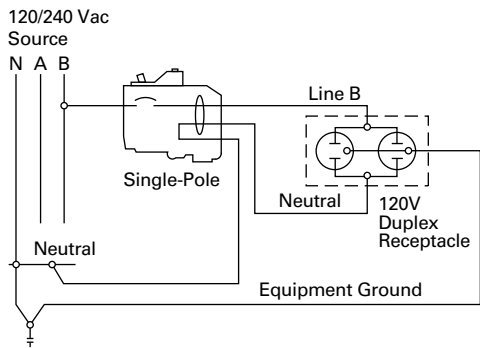 120/240 Vac
Source
N A B
Line B
Single-Pole
Neutral
120V
Duplex
Receptacle
Neutral
Equipment Ground